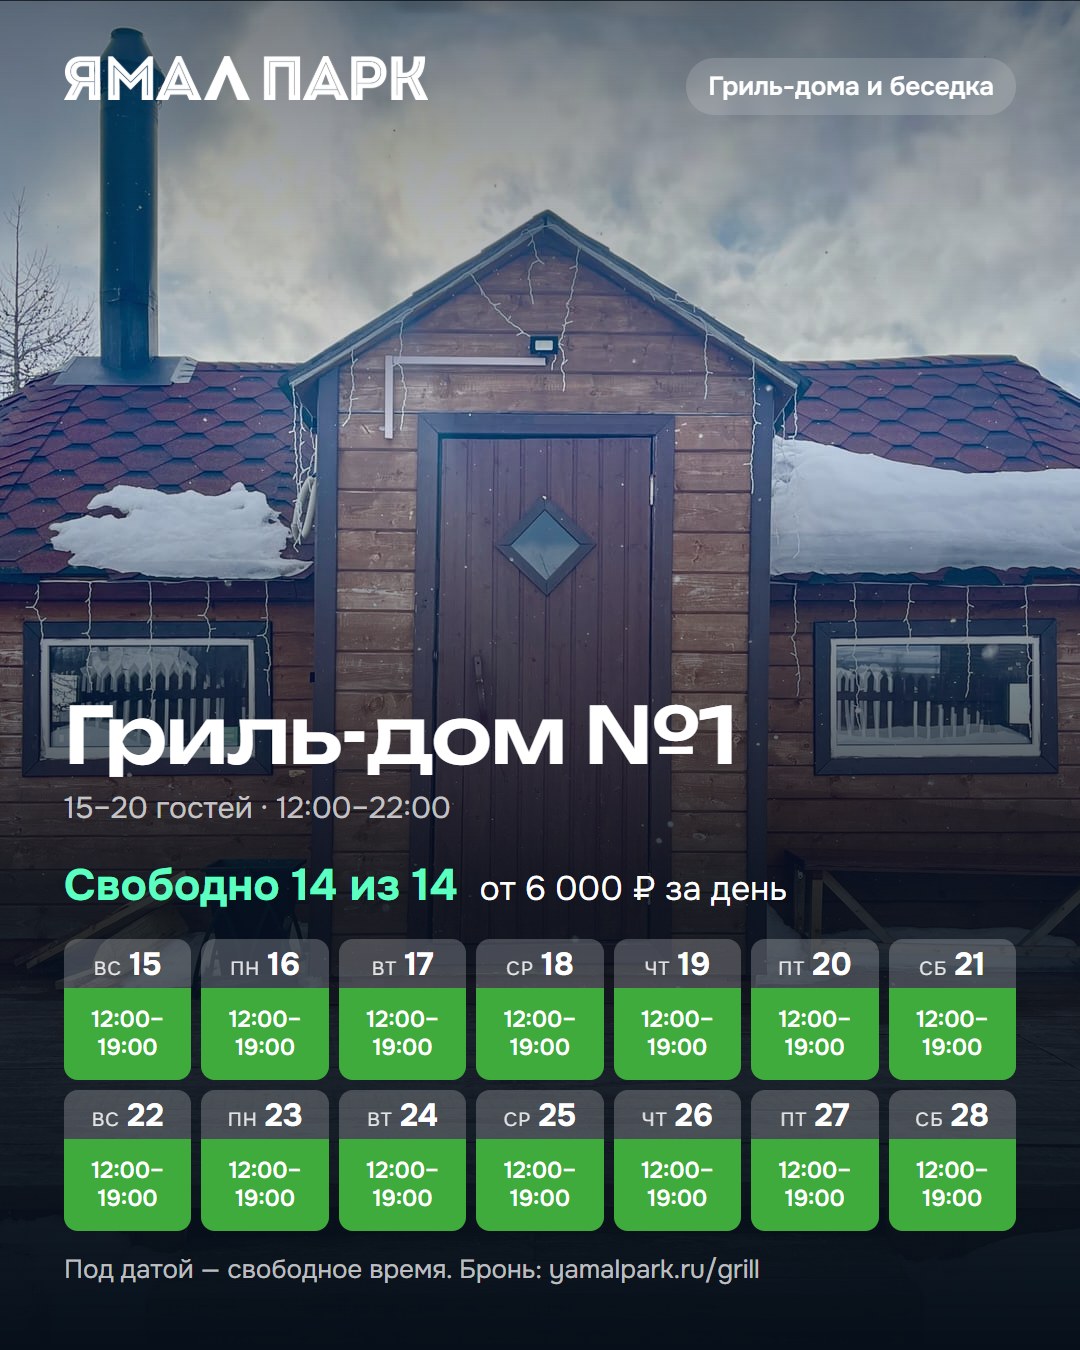 ЯМАЛ ПАРК
Гриль-дома и беседка
Гриль-дом №1
15–20 гостей · 12:00–22:00
Свободно 14 из 14 от 6 000 ₽ за день
ВС 15 ПН 16 ВТ 17 СР 18 ЧТ 19 ПТ 20 СБ 21
12:00– 12:00– 12:00– 12:00– 12:00– 12:00– 12:00–
19:00 19:00 19:00 19:00 19:00 19:00 19:00
ВС 22 ПН 23 ВТ 24 СР 25 ЧТ 26 ПТ 27 СБ 28
12:00– 12:00– 12:00– 12:00– 12:00– 12:00– 12:00–
19:00 19:00 19:00 19:00 19:00 19:00 19:00
Под датой — свободное время. Бронь: yamalpark.ru/grill